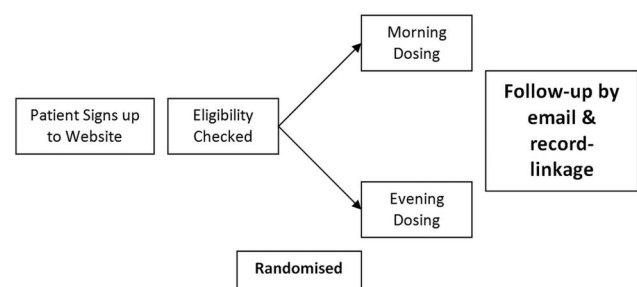 Patient Signs up
to Website
Eligibility
Checked
Morning
Dosing
Evening
Dosing
Randomised
Follow-up by
email &
record-
linkage